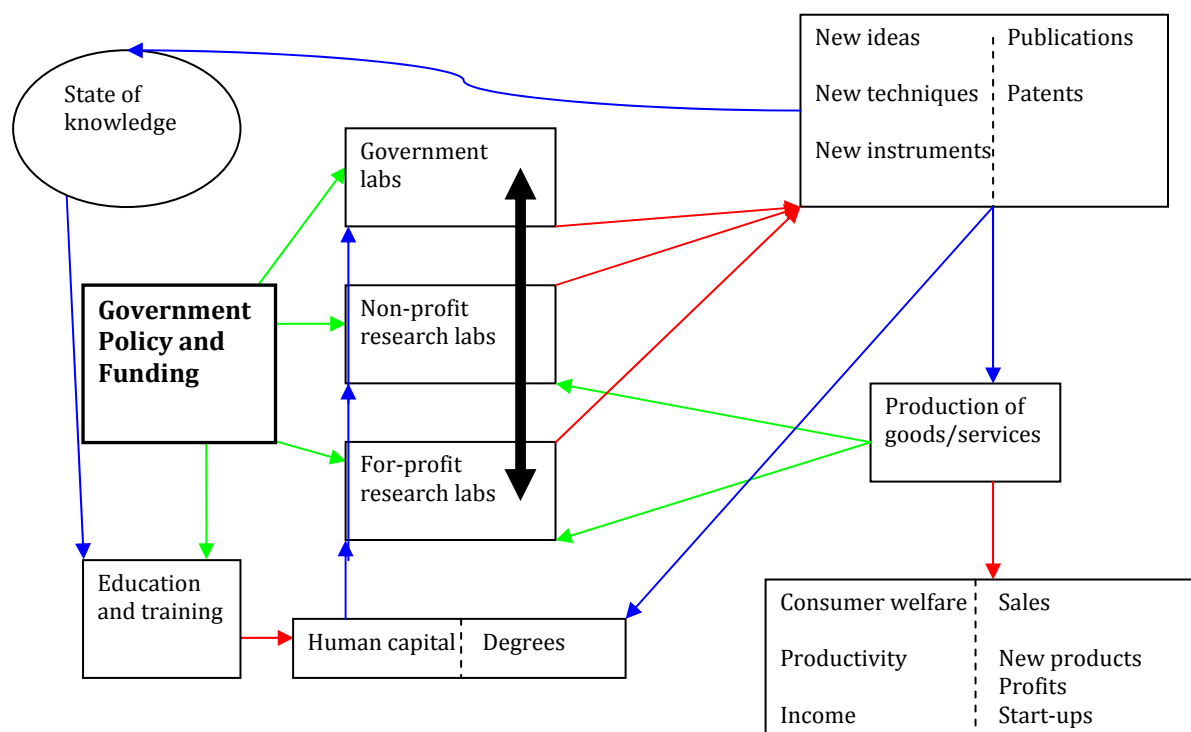 State of
knowledge
New ideas
Publications
New techniques
Patents
New instruments
Government
labs
Government
Policy and
Funding
Non-profit
research labs
For-profit
research labs
Production of
goods/services
Education
and training
Human capital
Degrees
Consumer welfare
Sales
Productivity
New products
Profits
Income
Start-ups